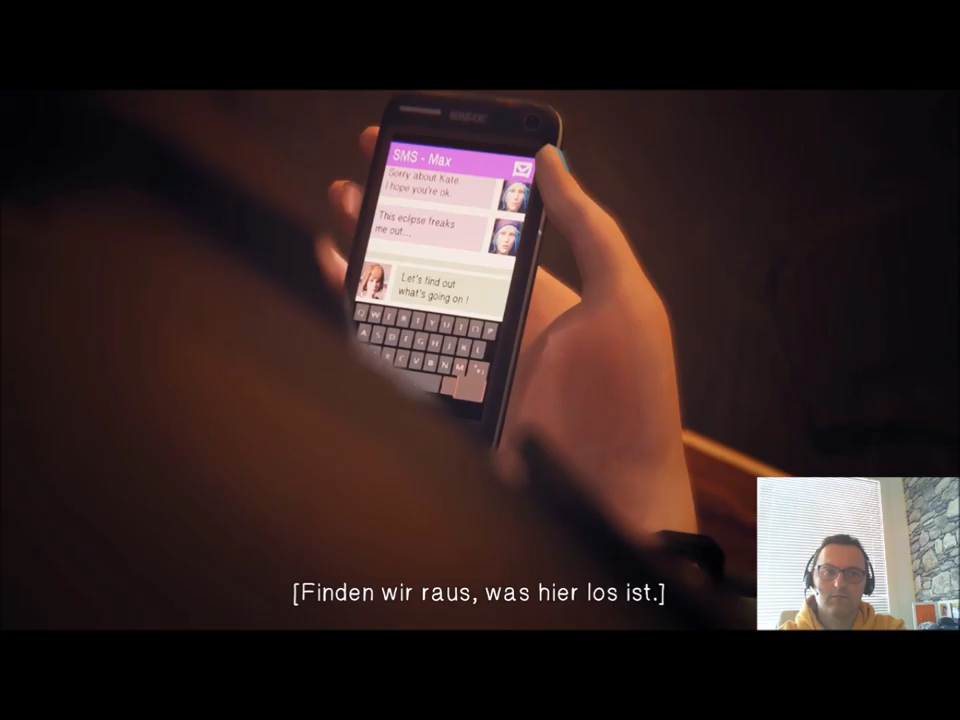 SMS - Max
Sorry about Kate.
I hope you're ok.
This eclipse freaks
me out...
Let's find out
what's going on !
Q W E R T Y U I O P
A S D F G H J K L
C V B N M
[Finden wir raus, was hier los ist.]